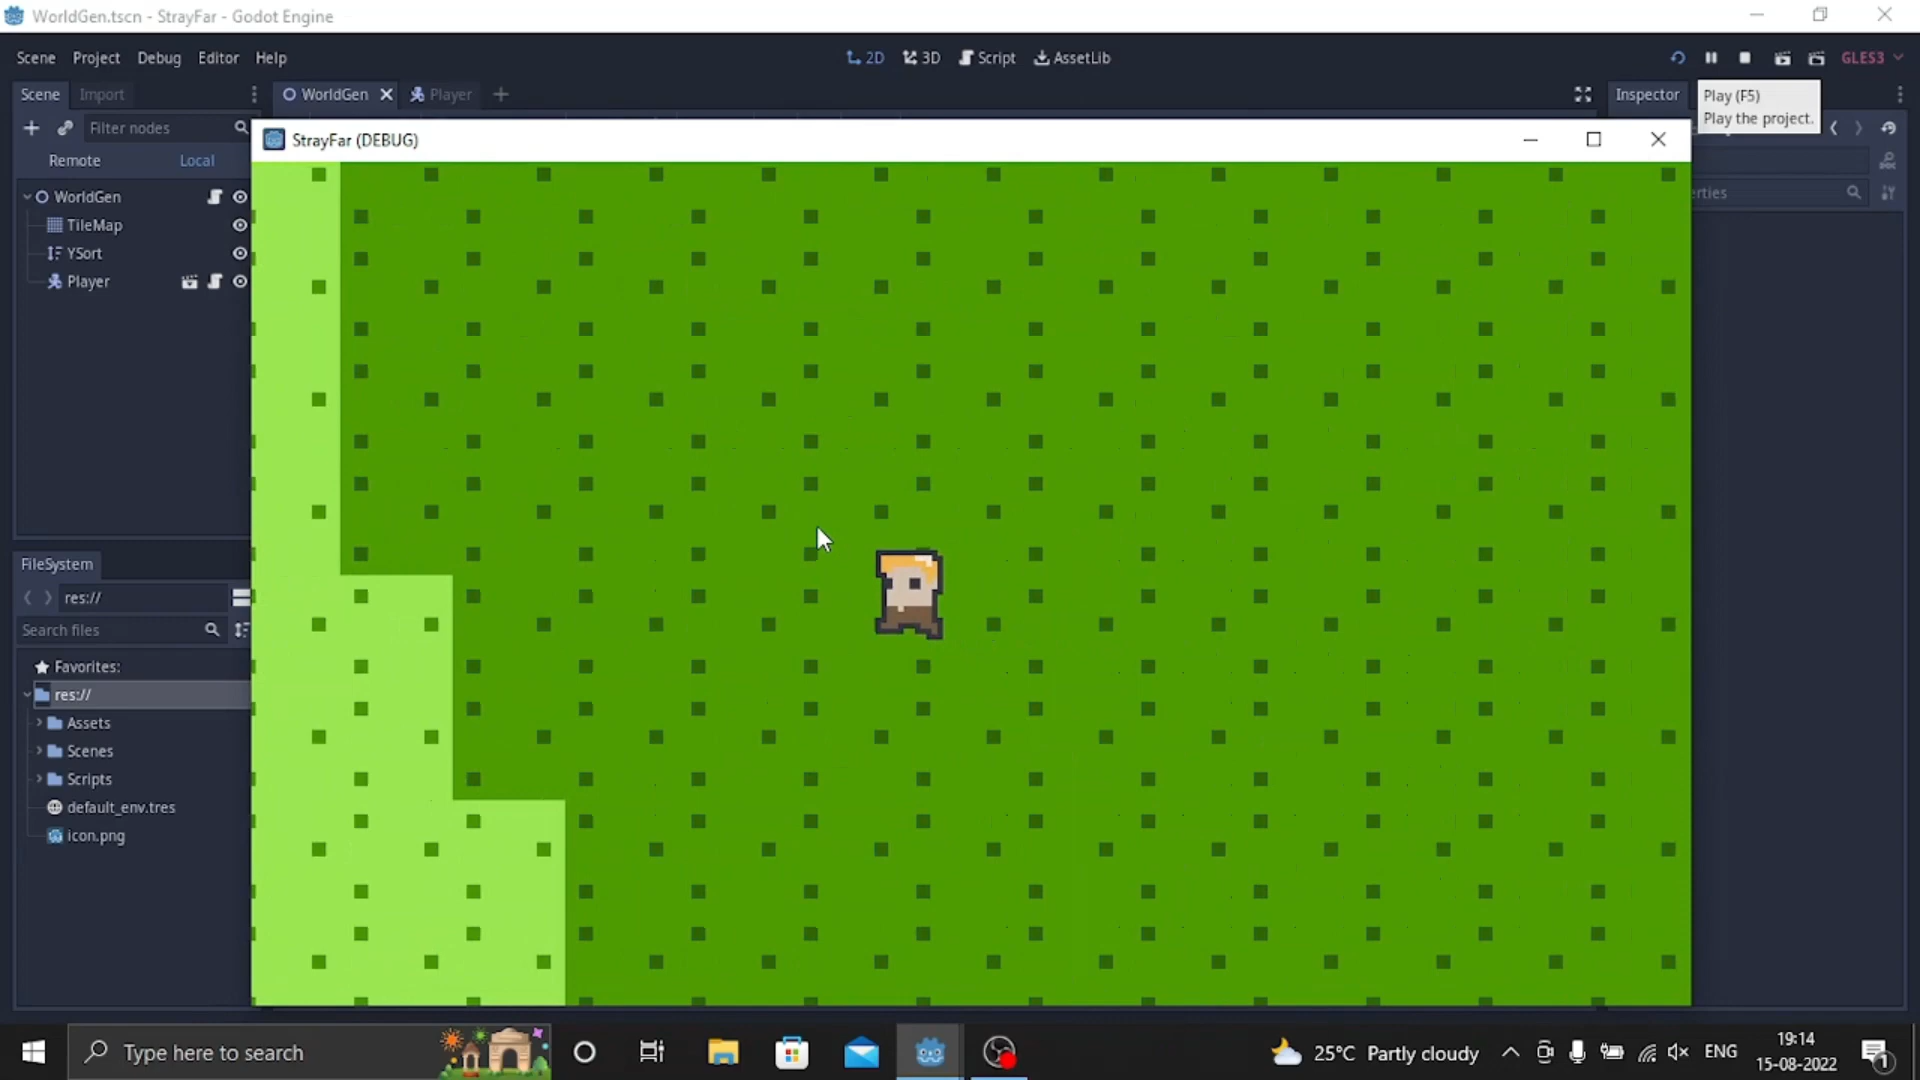 WorldGen.tscn - StrayFar - Godot Engine
Scene Project Debug Editor Help 2D 3D Script AssetLib GLES3
Scene Import WorldGen Player Inspector
Play (F5)
Play the project.
Filter nodes
StrayFar (DEBUG)
Remote Local
WorldGen
TileMap
YSort
Player
erties
FileSystem
res://
Search files
Favorites:
res://
Assets
Scenes
Scripts
default_env.tres
icon.png
Type here to search
25°C Partly cloudy
ENG
19:14
15-08-2022
1